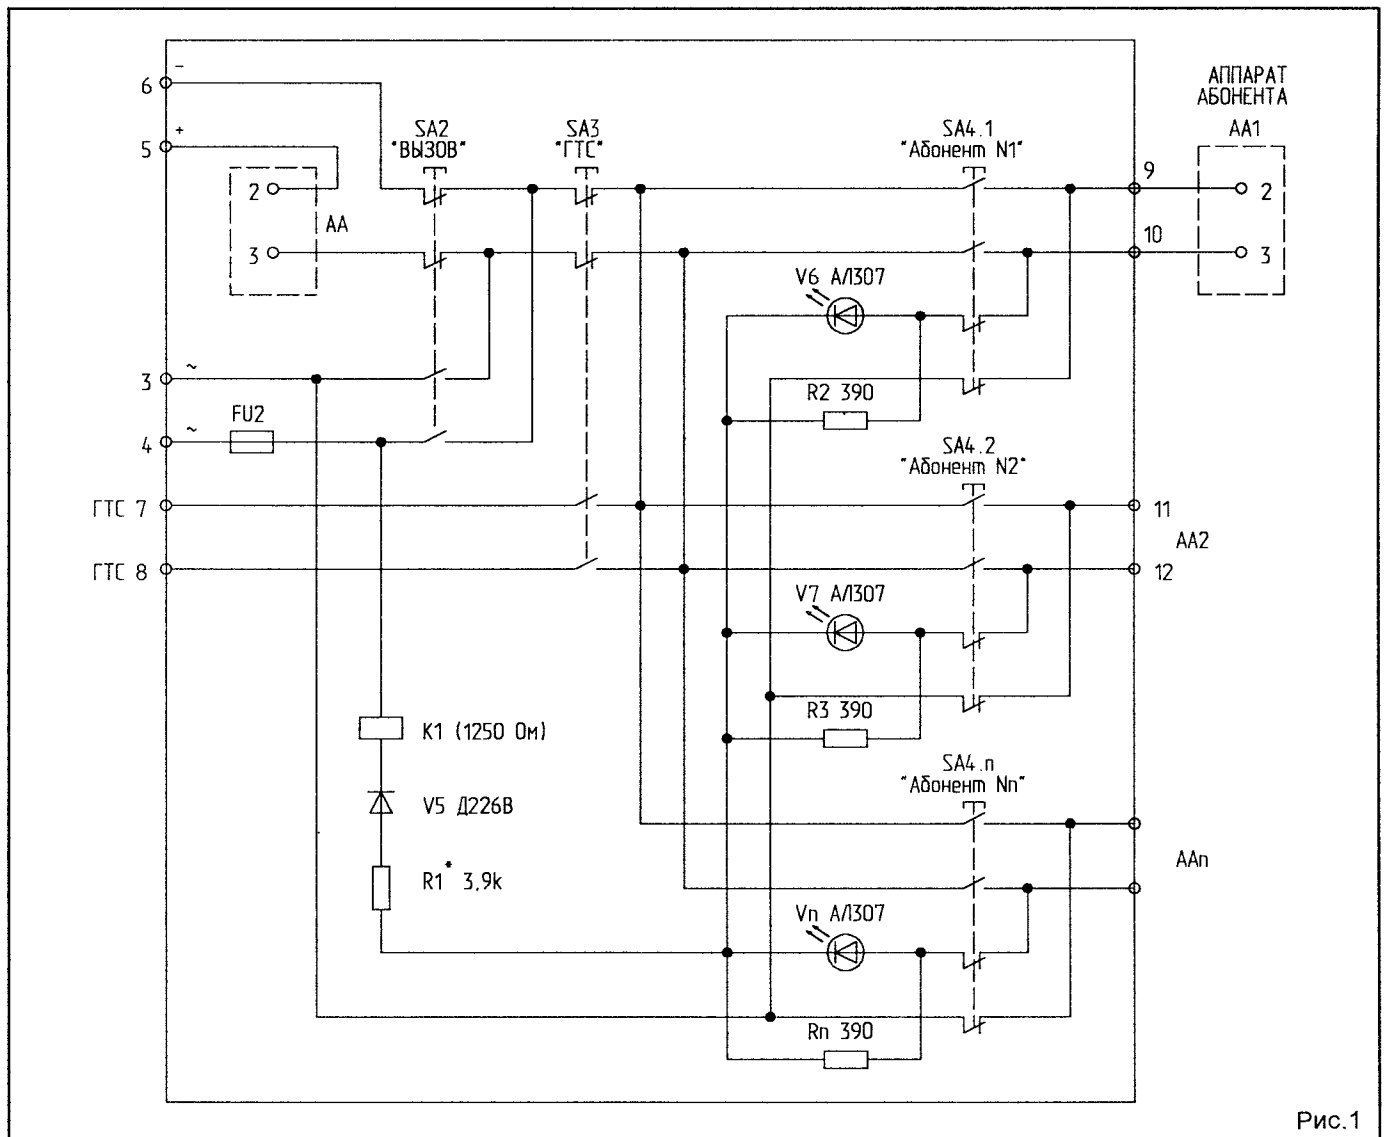 6 −
5 +
2
3
АА
SA2
"ВЫЗОВ"
SA3
"ГТС"
SA4.1
"Абонент N1"
АППАРАТ
АБОНЕНТА
АА1
9
2
10
3
V6 АЛ307
R2 390
3 ~
FU2
4 ~
ГТС 7
ГТС 8
SA4.2
"Абонент N2"
11
АА2
12
V7 АЛ307
R3 390
K1 (1250 Ом)
V5 Д226В
R1* 3,9k
SA4.n
"Абонент Nn"
ААn
Vn АЛ307
Rn 390
Рис.1